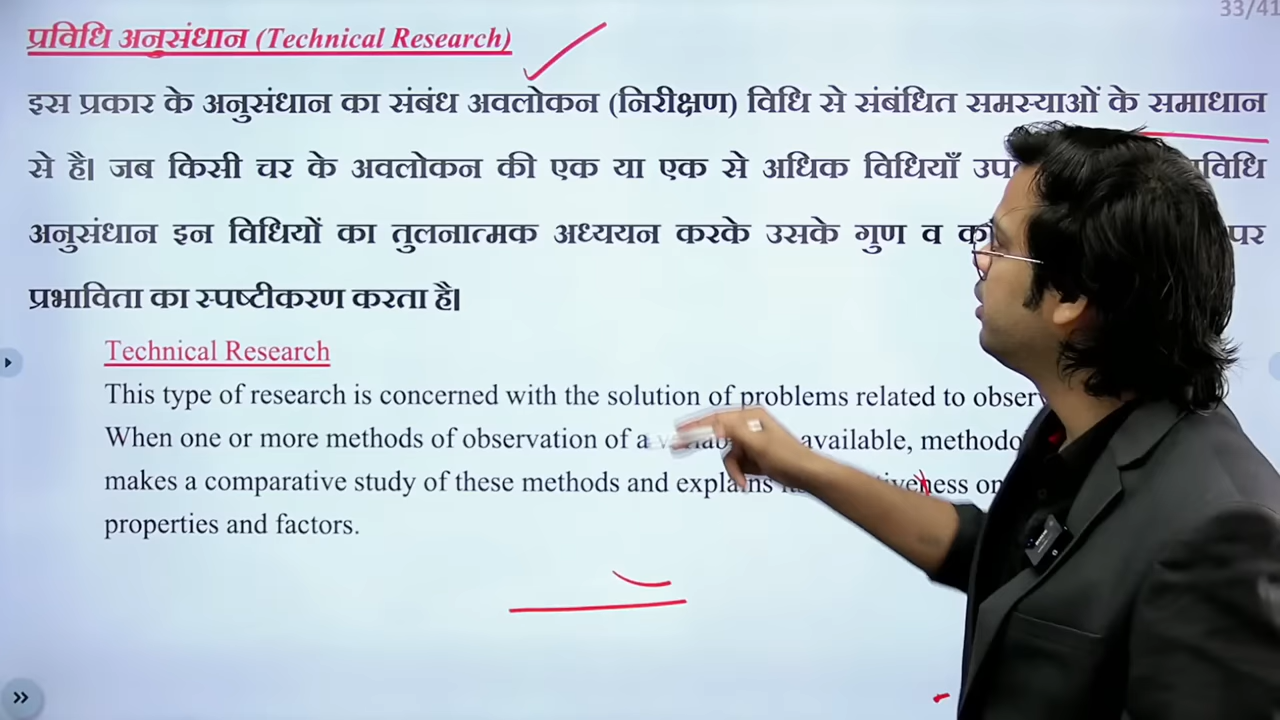 33/41
प्रविधि अनुसंधान (Technical Research)
इस प्रकार के अनुसंधान का संबंध अवलोकन (निरीक्षण) विधि से संबंधित समस्याओं के समाधान
से है। जब किसी चर के अवलोकन की एक या एक से अधिक विधियाँ
अनुसंधान इन विधियों का तुलनात्मक अध्ययन करके उसके गुण व पर
प्रभाविता का स्पष्टीकरण करता है।
Technical Research
This type of research is concerned with the solution of problems related to
When one or more methods of observation of a available,
makes a comparative study of these methods and explains
properties and factors.